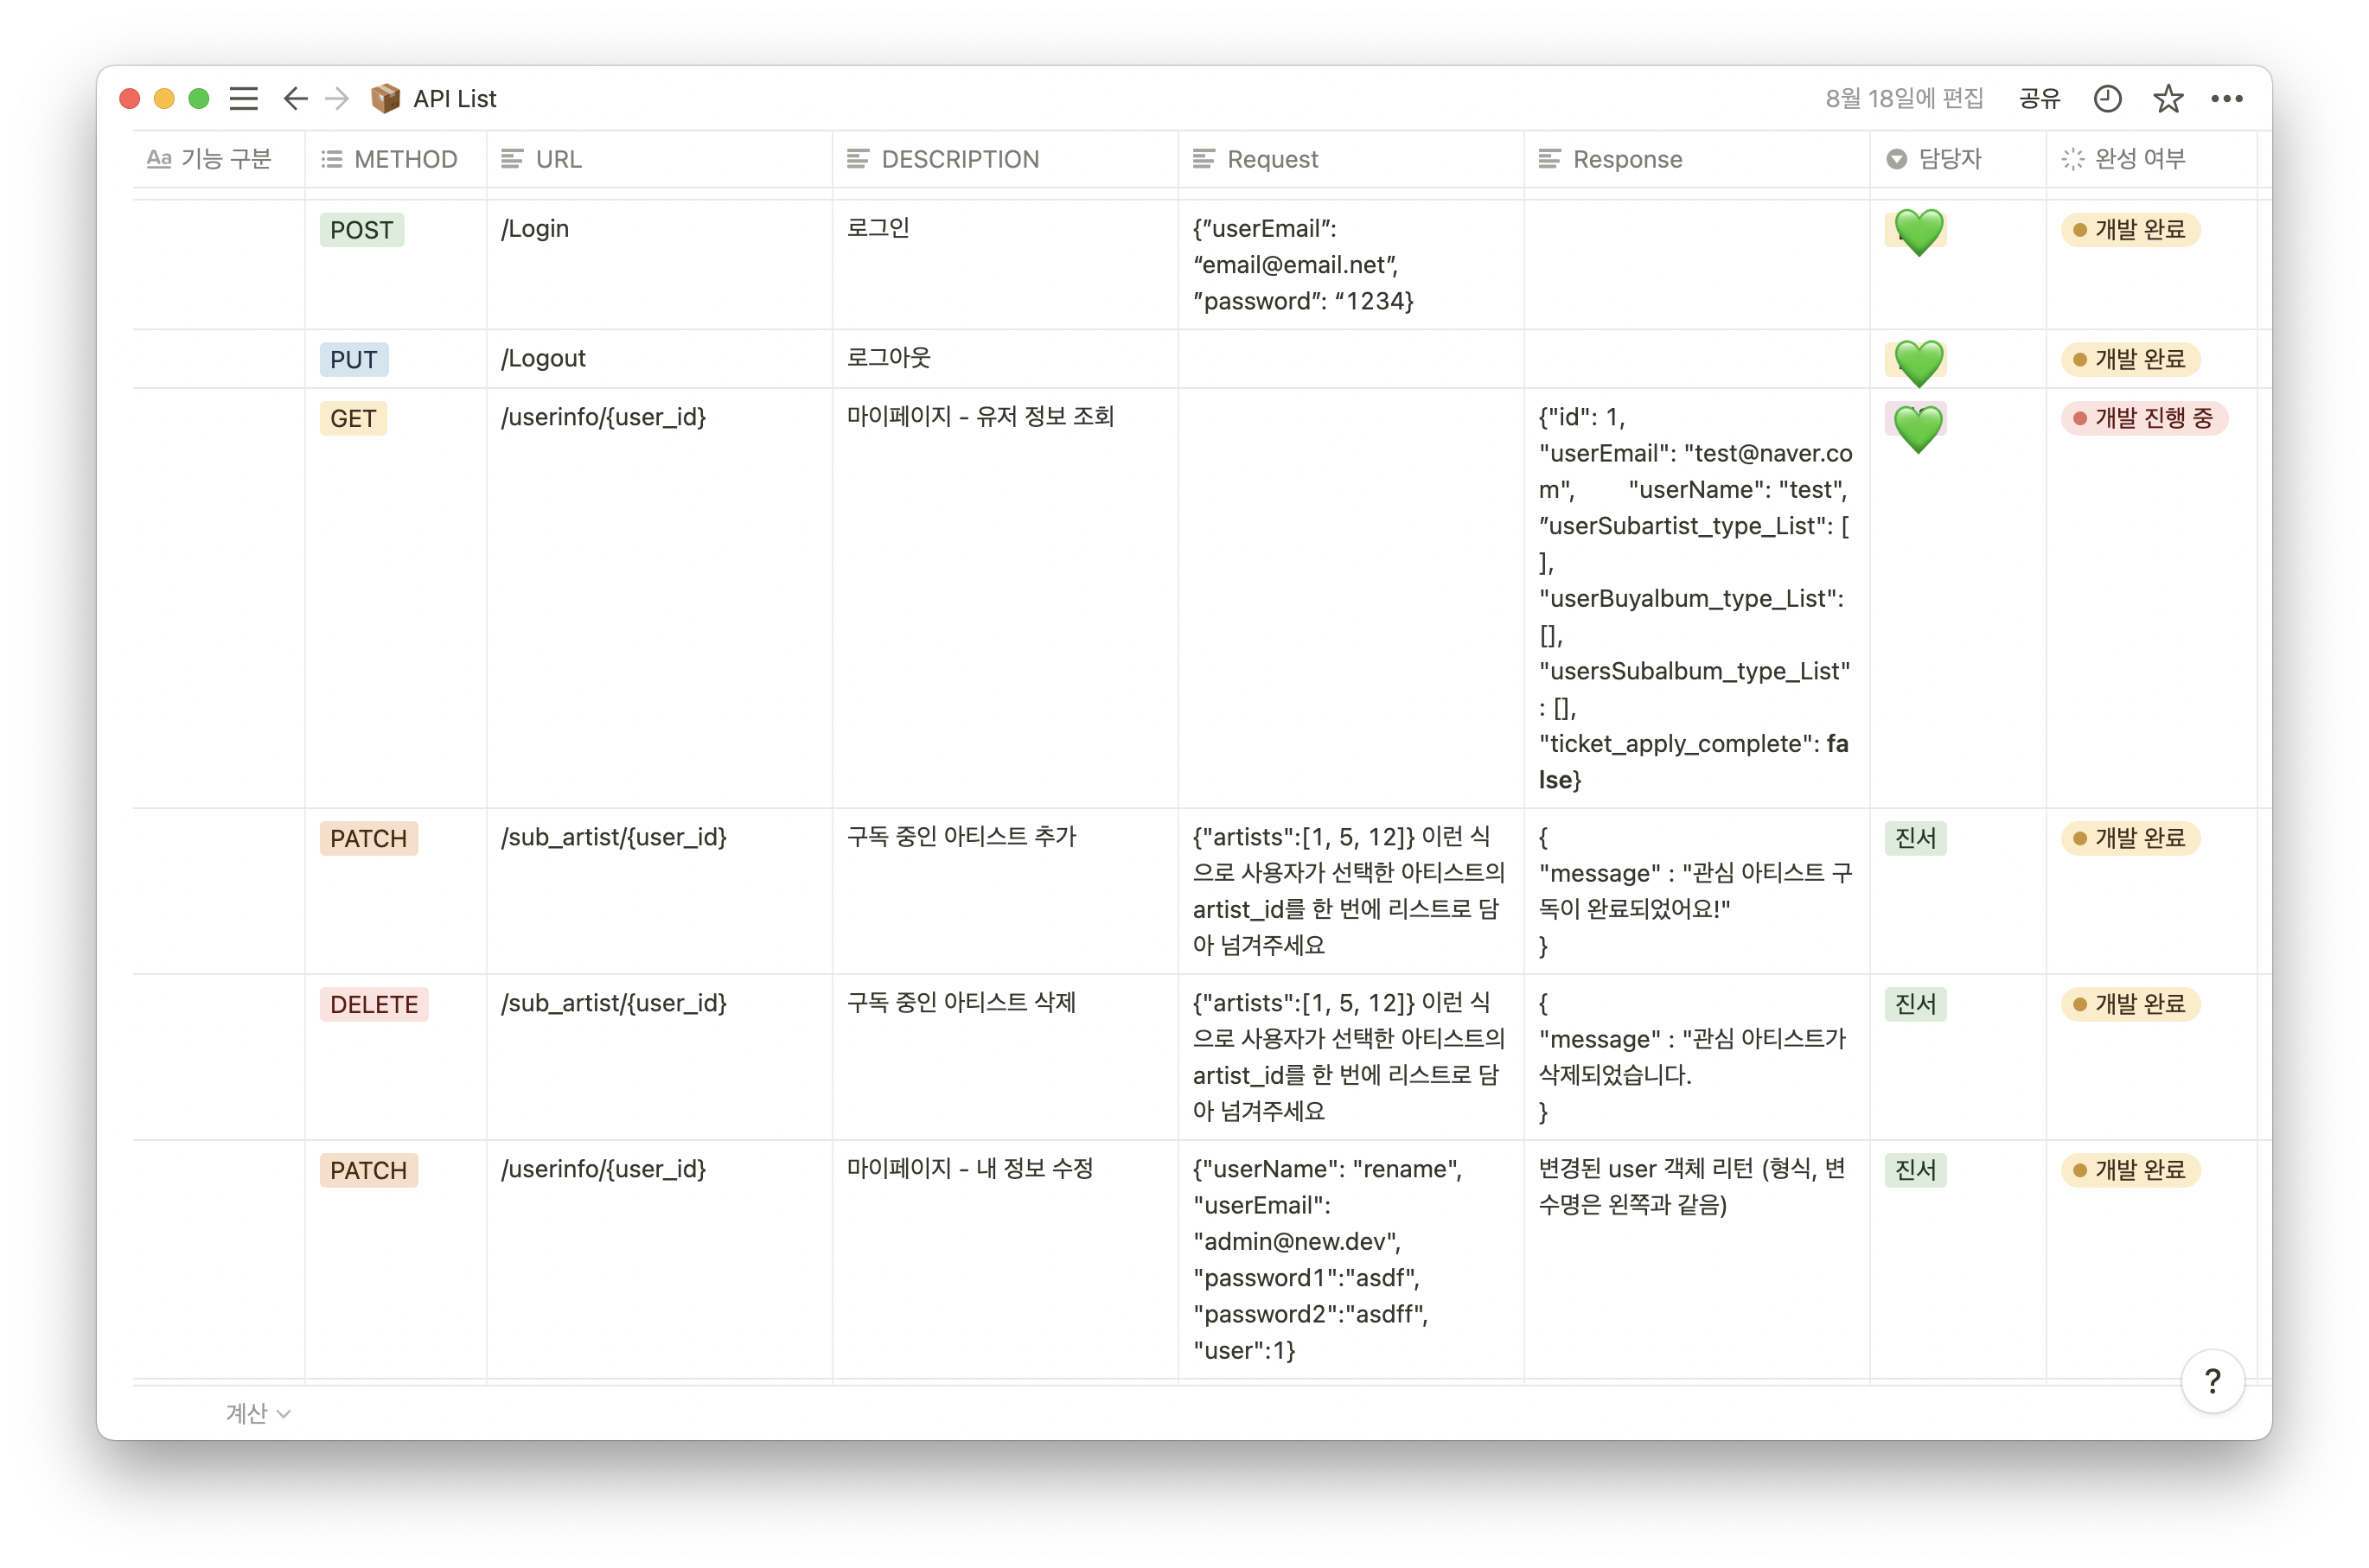 API List
8월 18일에 편집
공유
Aa 기능 구분
METHOD
URL
DESCRIPTION
Request
Response
담당자
완성 여부
POST
/Login
로그인
{”userEmail”:
“email@email.net”,
”password”: “1234}
개발 완료
PUT
/Logout
로그아웃
개발 완료
GET
/userinfo/{user_id}
마이페이지 - 유저 정보 조회
{"id": 1,
"userEmail": "test@naver.co
m", "userName": "test",
”userSubartist_type_List": [
],
"userBuyalbum_type_List":
[],
"usersSubalbum_type_List"
: [],
"ticket_apply_complete": fa
lse}
개발 진행 중
PATCH
/sub_artist/{user_id}
구독 중인 아티스트 추가
{"artists":[1, 5, 12]} 이런 식
으로 사용자가 선택한 아티스트의
artist_id를 한 번에 리스트로 담
아 넘겨주세요
{
"message" : "관심 아티스트 구
독이 완료되었어요!"
}
진서
개발 완료
DELETE
/sub_artist/{user_id}
구독 중인 아티스트 삭제
{"artists":[1, 5, 12]} 이런 식
으로 사용자가 선택한 아티스트의
artist_id를 한 번에 리스트로 담
아 넘겨주세요
{
"message" : "관심 아티스트가
삭제되었습니다.
}
진서
개발 완료
PATCH
/userinfo/{user_id}
마이페이지 - 내 정보 수정
{"userName": "rename",
"userEmail":
"admin@new.dev",
"password1":"asdf",
"password2":"asdff",
"user":1}
변경된 user 객체 리턴 (형식, 변
수명은 왼쪽과 같음)
진서
개발 완료
계산
?